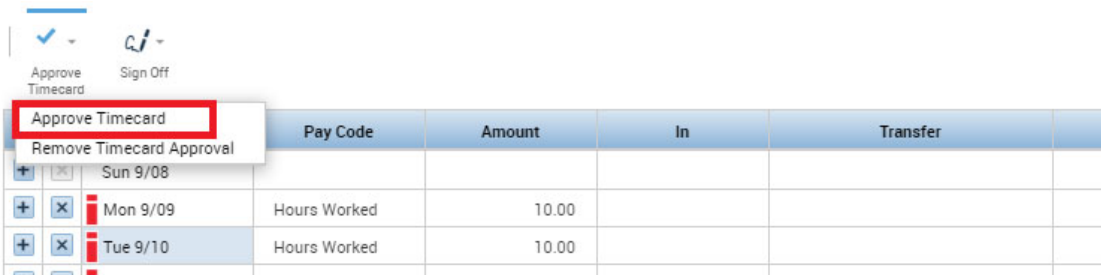 Approve
Timecard
Sign Off
Approve Timecard
Remove Timecard Approval
Pay Code Amount In Transfer
Sun 9/08
Mon 9/09 Hours Worked 10.00
Tue 9/10 Hours Worked 10.00